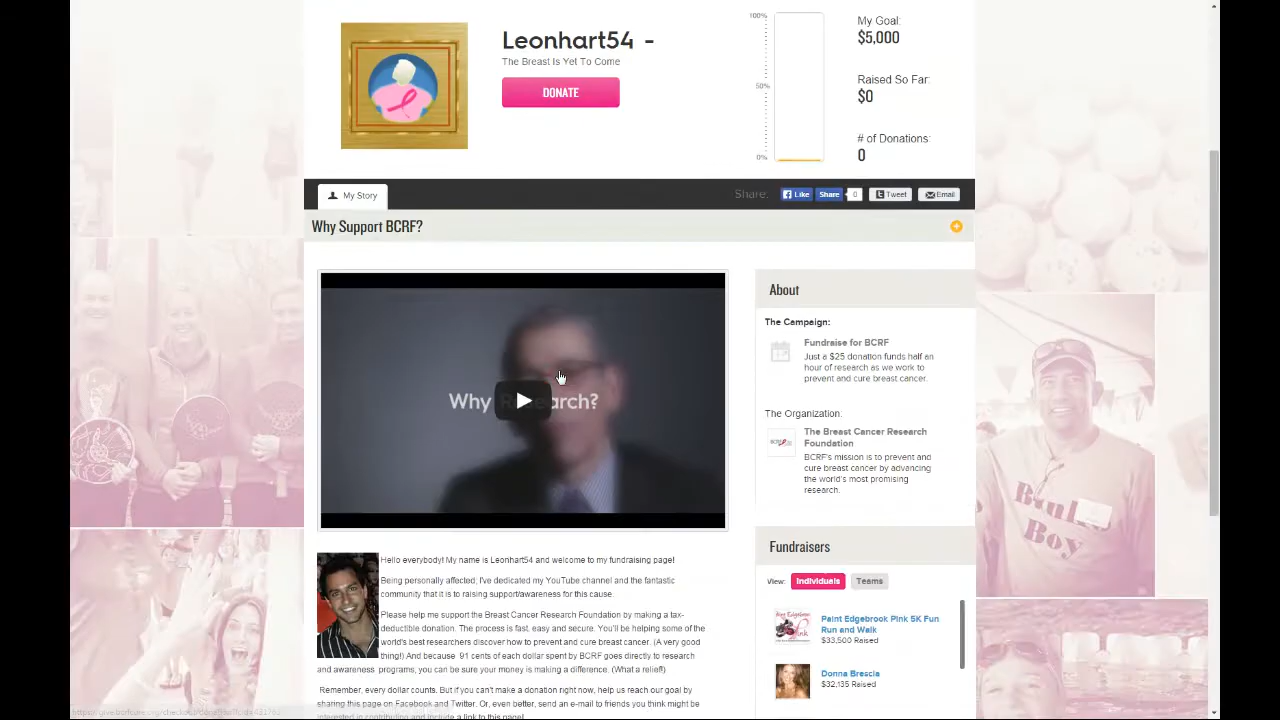 100%
50%
0%
Leonhart54 -
The Breast Is Yet To Come
DONATE
My Goal:
$5,000
Raised So Far:
$0
# of Donations:
0
My Story
Share:
Like
Share
0
Tweet
Email
Why Support BCRF?
Why Research?
About
The Campaign:
Fundraise for BCRF
Just a $25 donation funds half an
hour of research as we work to
prevent and cure breast cancer.
The Organization:
The Breast Cancer Research
Foundation
BCRF's mission is to prevent and
cure breast cancer by advancing
the world's most promising
research.
Fundraisers
View:
Individuals
Teams
Paint Edgebrook Pink 5K Fun
Run and Walk
$33,500 Raised
Donna Brescia
$32,135 Raised
Hello everybody! My name is Leonhart54 and welcome to my fundraising page!
Being personally affected, I've dedicated my YouTube channel and the fantastic
community that it is to raising support/awareness for this cause.
Please help me support the Breast Cancer Research Foundation by making a tax-
deductible donation. The process is fast, easy and secure. You'll be helping some of the
world's best researchers discover how to prevent and cure breast cancer. (A very good
thing!) And because 91 cents of each dollar spent by BCRF goes directly to research
and awareness programs, you can be sure your money is making a difference. (What a relief!)
Remember, every dollar counts. But if you can't make a donation right now, help us reach our goal by
sharing this page on Facebook and Twitter. Or, even better, send an e-mail to friends you think might be
interested in contributing and include a link to this page!